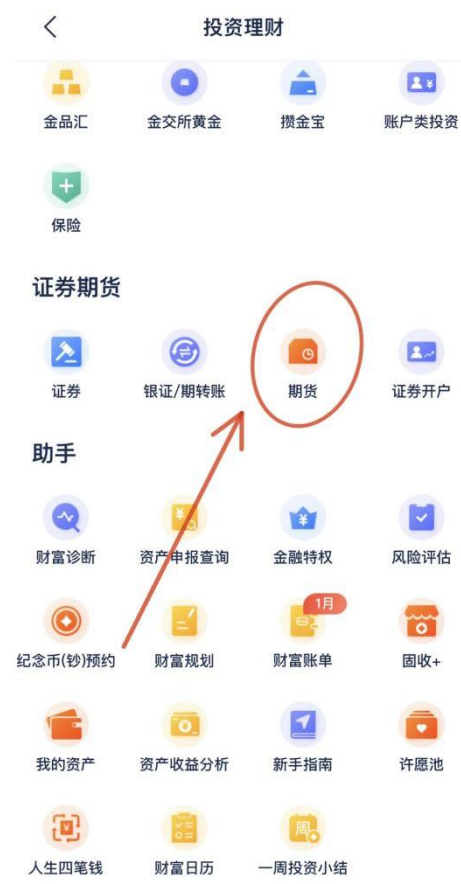 投资理财
金品汇
金交所黄金
攒金宝
账户类投资
保险
证券期货
证券
银证/期转账
期货
证券开户
助手
财富诊断
资产申报查询
金融特权
风险评估
1月
纪念币(钞)预约
财富规划
财富账单
固收+
我的资产
资产收益分析
新手指南
许愿池
人生四笔钱
财富日历
周
一周投资小结